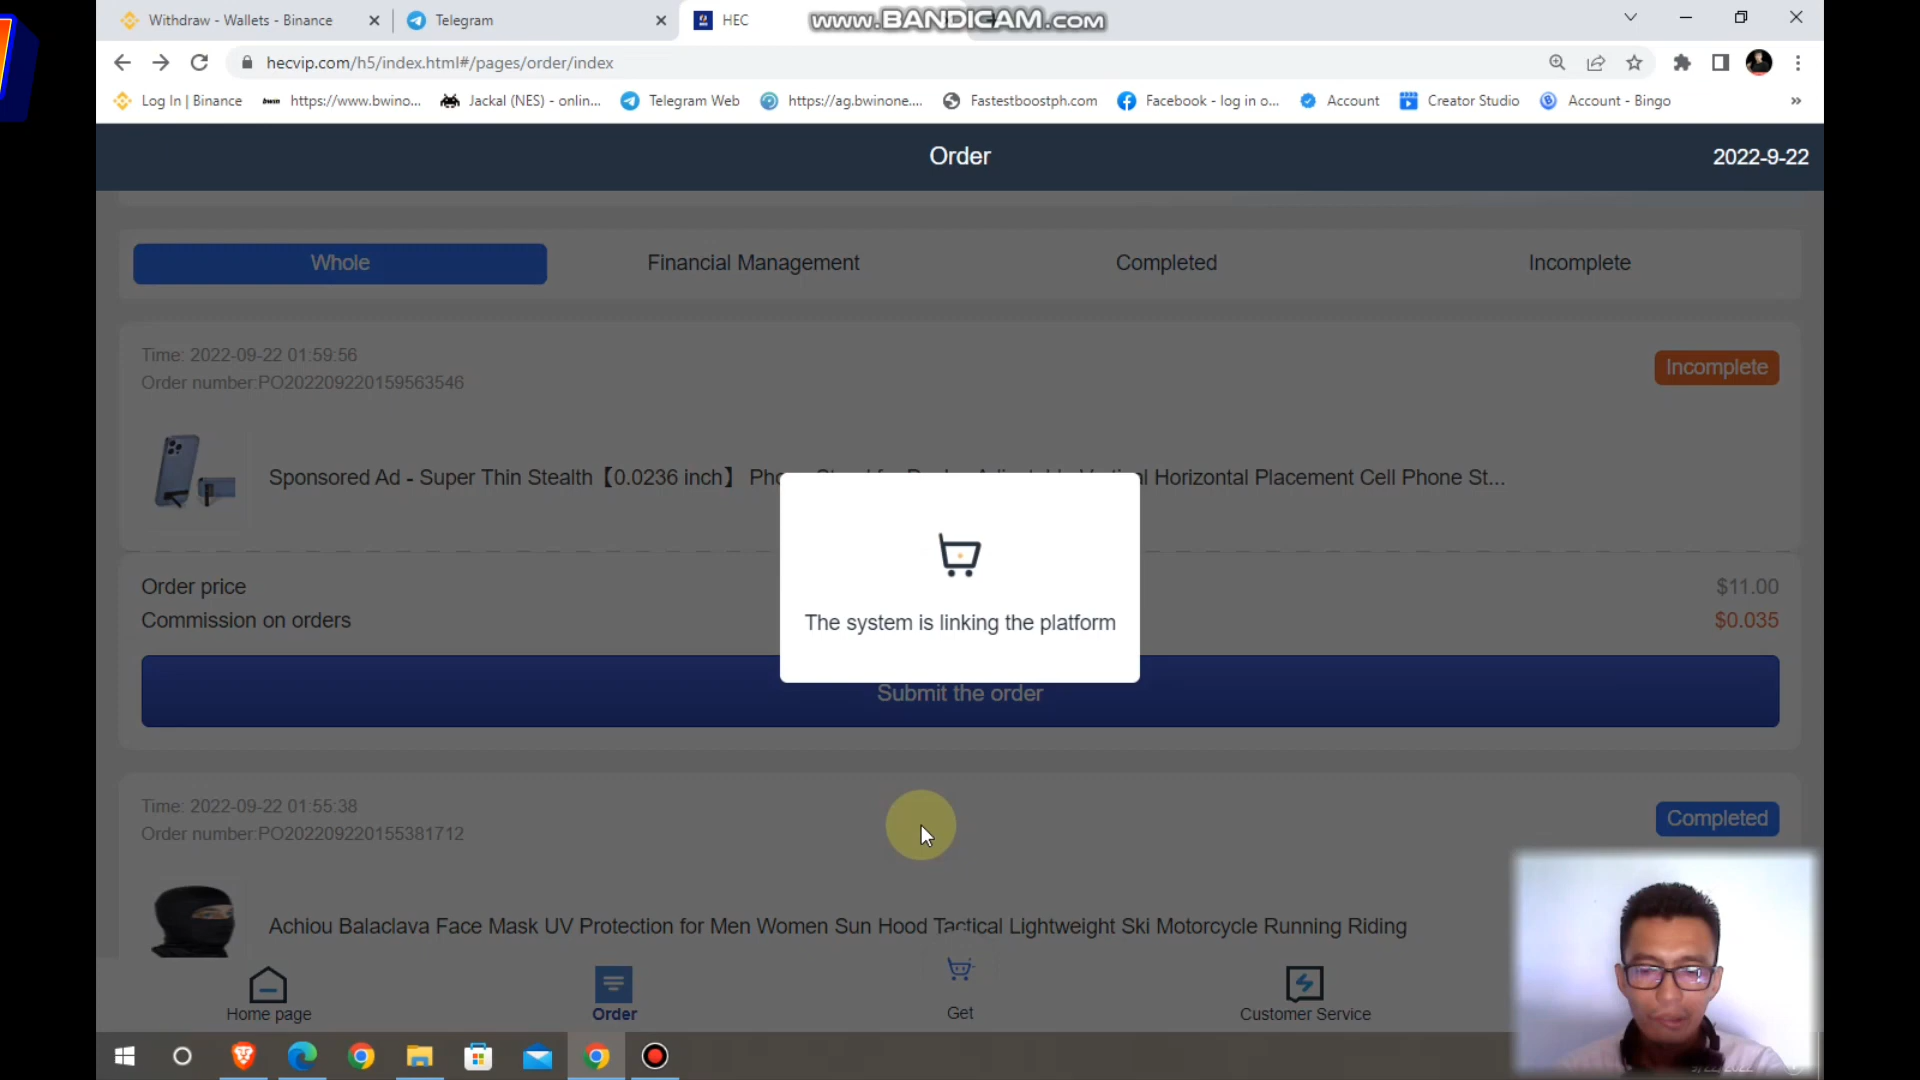 Withdraw - Wallets - Binance
Telegram
HEC
www.BANDICAM.com
hecvip.com/h5/index.html#/pages/order/index
Log In | Binance
https://www.bwino...
Jackal (NES) - onlin...
Telegram Web
https://ag.bwinone....
Fastestboostph.com
Facebook - log in o...
Account
Creator Studio
Account - Bingo
»
Order
2022-9-22
Whole
Financial Management
Completed
Incomplete
Time: 2022-09-22 01:59:56
Order number:PO202209220159563546
Incomplete
Sponsored Ad - Super Thin Stealth【0.0236 inch】 Pho
l Horizontal Placement Cell Phone St...
The system is linking the platform
Order price
$11.00
Commission on orders
$0.035
Submit the order
Time: 2022-09-22 01:55:38
Order number:PO202209220155381712
Completed
Achiou Balaclava Face Mask UV Protection for Men Women Sun Hood Tactical Lightweight Ski Motorcycle Running Riding
Home page
Order
Get
Customer Service